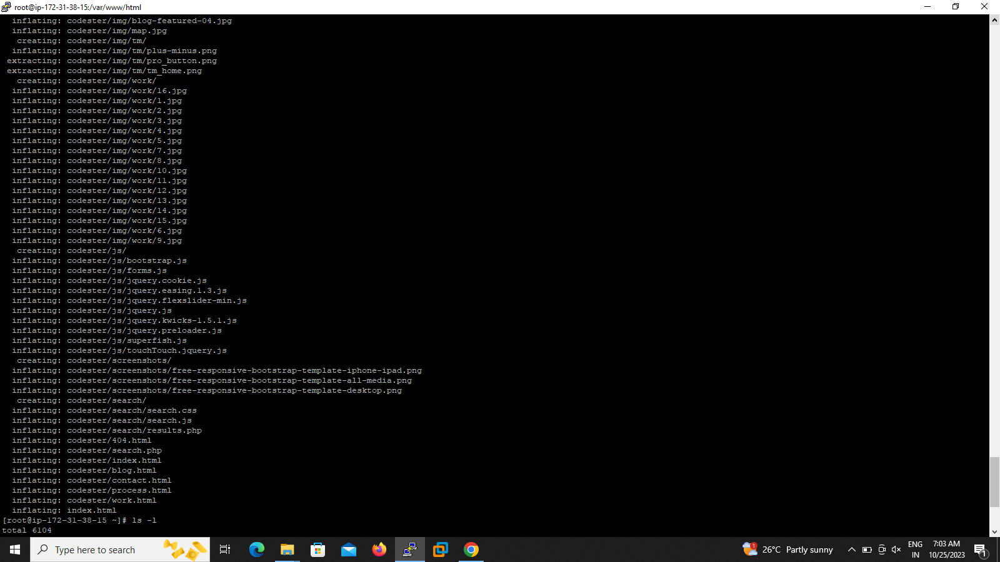 root@ip-172-31-38-15:/var/www/html
inflating: codester/img/blog-featured-04.jpg
inflating: codester/img/map.jpg
creating: codester/img/tm/
inflating: codester/img/tm/plus-minus.png
extracting: codester/img/tm/pro_button.png
extracting: codester/img/tm/tm_home.png
creating: codester/img/work/
inflating: codester/img/work/16.jpg
inflating: codester/img/work/1.jpg
inflating: codester/img/work/2.jpg
inflating: codester/img/work/3.jpg
inflating: codester/img/work/4.jpg
inflating: codester/img/work/5.jpg
inflating: codester/img/work/7.jpg
inflating: codester/img/work/8.jpg
inflating: codester/img/work/10.jpg
inflating: codester/img/work/11.jpg
inflating: codester/img/work/12.jpg
inflating: codester/img/work/13.jpg
inflating: codester/img/work/14.jpg
inflating: codester/img/work/15.jpg
inflating: codester/img/work/6.jpg
inflating: codester/img/work/9.jpg
creating: codester/js/
inflating: codester/js/bootstrap.js
inflating: codester/js/forms.js
inflating: codester/js/jquery.cookie.js
inflating: codester/js/jquery.easing.1.3.js
inflating: codester/js/jquery.flexslider-min.js
inflating: codester/js/jquery.js
inflating: codester/js/jquery.kwicks-1.5.1.js
inflating: codester/js/jquery.preloader.js
inflating: codester/js/superfish.js
inflating: codester/js/touchTouch.jquery.js
creating: codester/screenshots/
inflating: codester/screenshots/free-responsive-bootstrap-template-iphone-ipad.png
inflating: codester/screenshots/free-responsive-bootstrap-template-all-media.png
inflating: codester/screenshots/free-responsive-bootstrap-template-desktop.png
creating: codester/search/
inflating: codester/search/search.css
inflating: codester/search/search.js
inflating: codester/search/results.php
inflating: codester/404.html
inflating: codester/search.php
inflating: codester/index.html
inflating: codester/blog.html
inflating: codester/contact.html
inflating: codester/process.html
inflating: codester/work.html
inflating: index.html
[root@ip-172-31-38-15 ~]# ls -l
total 6104
Type here to search
1
26°C Partly sunny
ENG
IN
7:03 AM
10/25/2023
1